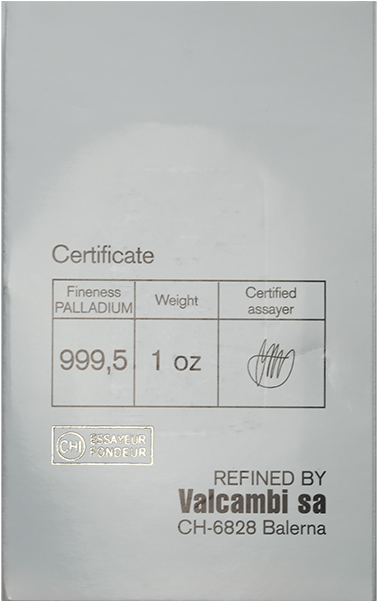 Certificate
Fineness
PALLADIUM
Weight
Certified
assayer
999,5
1 oz
CHI
ESSAYEUR
FONDEUR
REFINED BY
Valcambi sa
CH-6828 Balerna